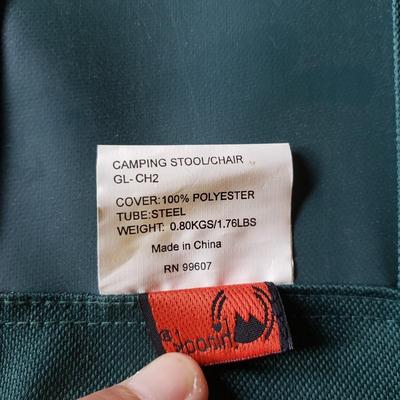 CAMPING STOOL/CHAIR
GL-CH2
COVER:100% POLYESTER
TUBE:STEEL
WEIGHT: 0.80KGS/1.76LBS
Made in China
RN 99607